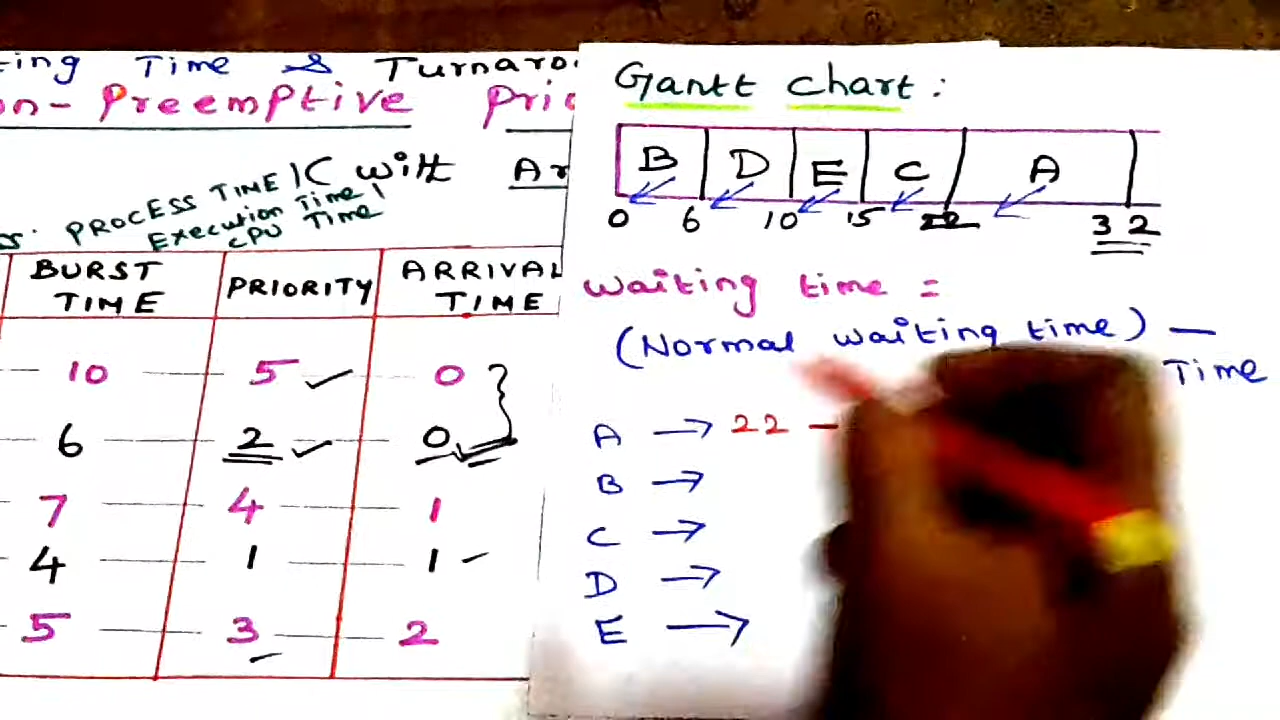 Time & Turnaro
Preemptive
with
PROCESS TIME
Execution Time
CPU Time
BURST TIME PRIORITY ARRIVAL TIME
10 5 0
6 2 0
7 4 1
4 1 1
5 3 2
Gantt chart :
B D E C A
0 6 10 15 22 32
Waiting time =
(Normal waiting time) —
Time
A → 22 —
B →
C →
D →
E →